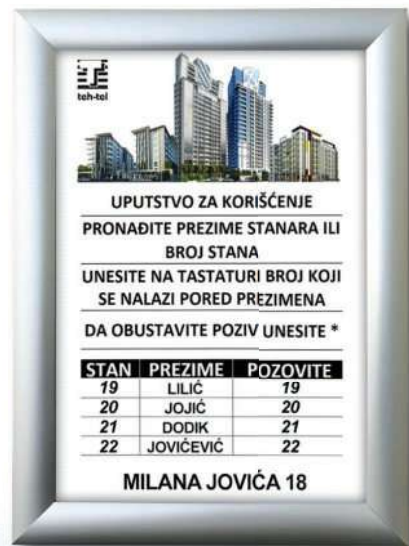 teh-tel
UPUTSTVO ZA KORIŠĆENJE
PRONAĐITE PREZIME STANARA ILI
BROJ STANA
UNESITE NA TASTATURI BROJ KOJI
SE NALAZI PORED PREZIMENA
DA OBUSTAVITE POZIV UNESITE *
STAN PREZIME POZOVITE
19 LILIĆ 19
20 JOJIĆ 20
21 DODIK 21
22 JOVIĆEVIĆ 22
MILANA JOVIĆA 18